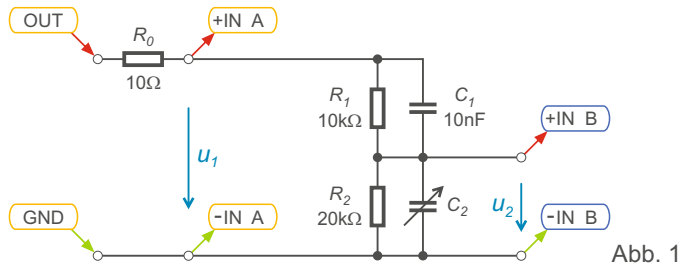 OUT
+IN A
R0
10Ω
R1
10kΩ
C1
10nF
+IN B
u1
R2
20kΩ
C2
u2
GND
-IN A
-IN B
Abb. 1